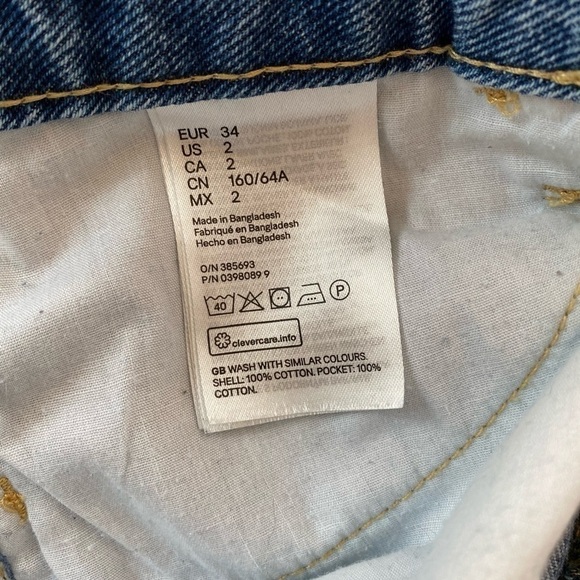 EUR 34
US 2
CA 2
CN 160/64A
MX 2
Made in Bangladesh
Fabriqué en Bangladesh
Hecho en Bangladesh
O/N 385693
P/N 0398089 9
40 P
clevercare.info
GB WASH WITH SIMILAR COLOURS.
SHELL: 100% COTTON. POCKET: 100%
COTTON.